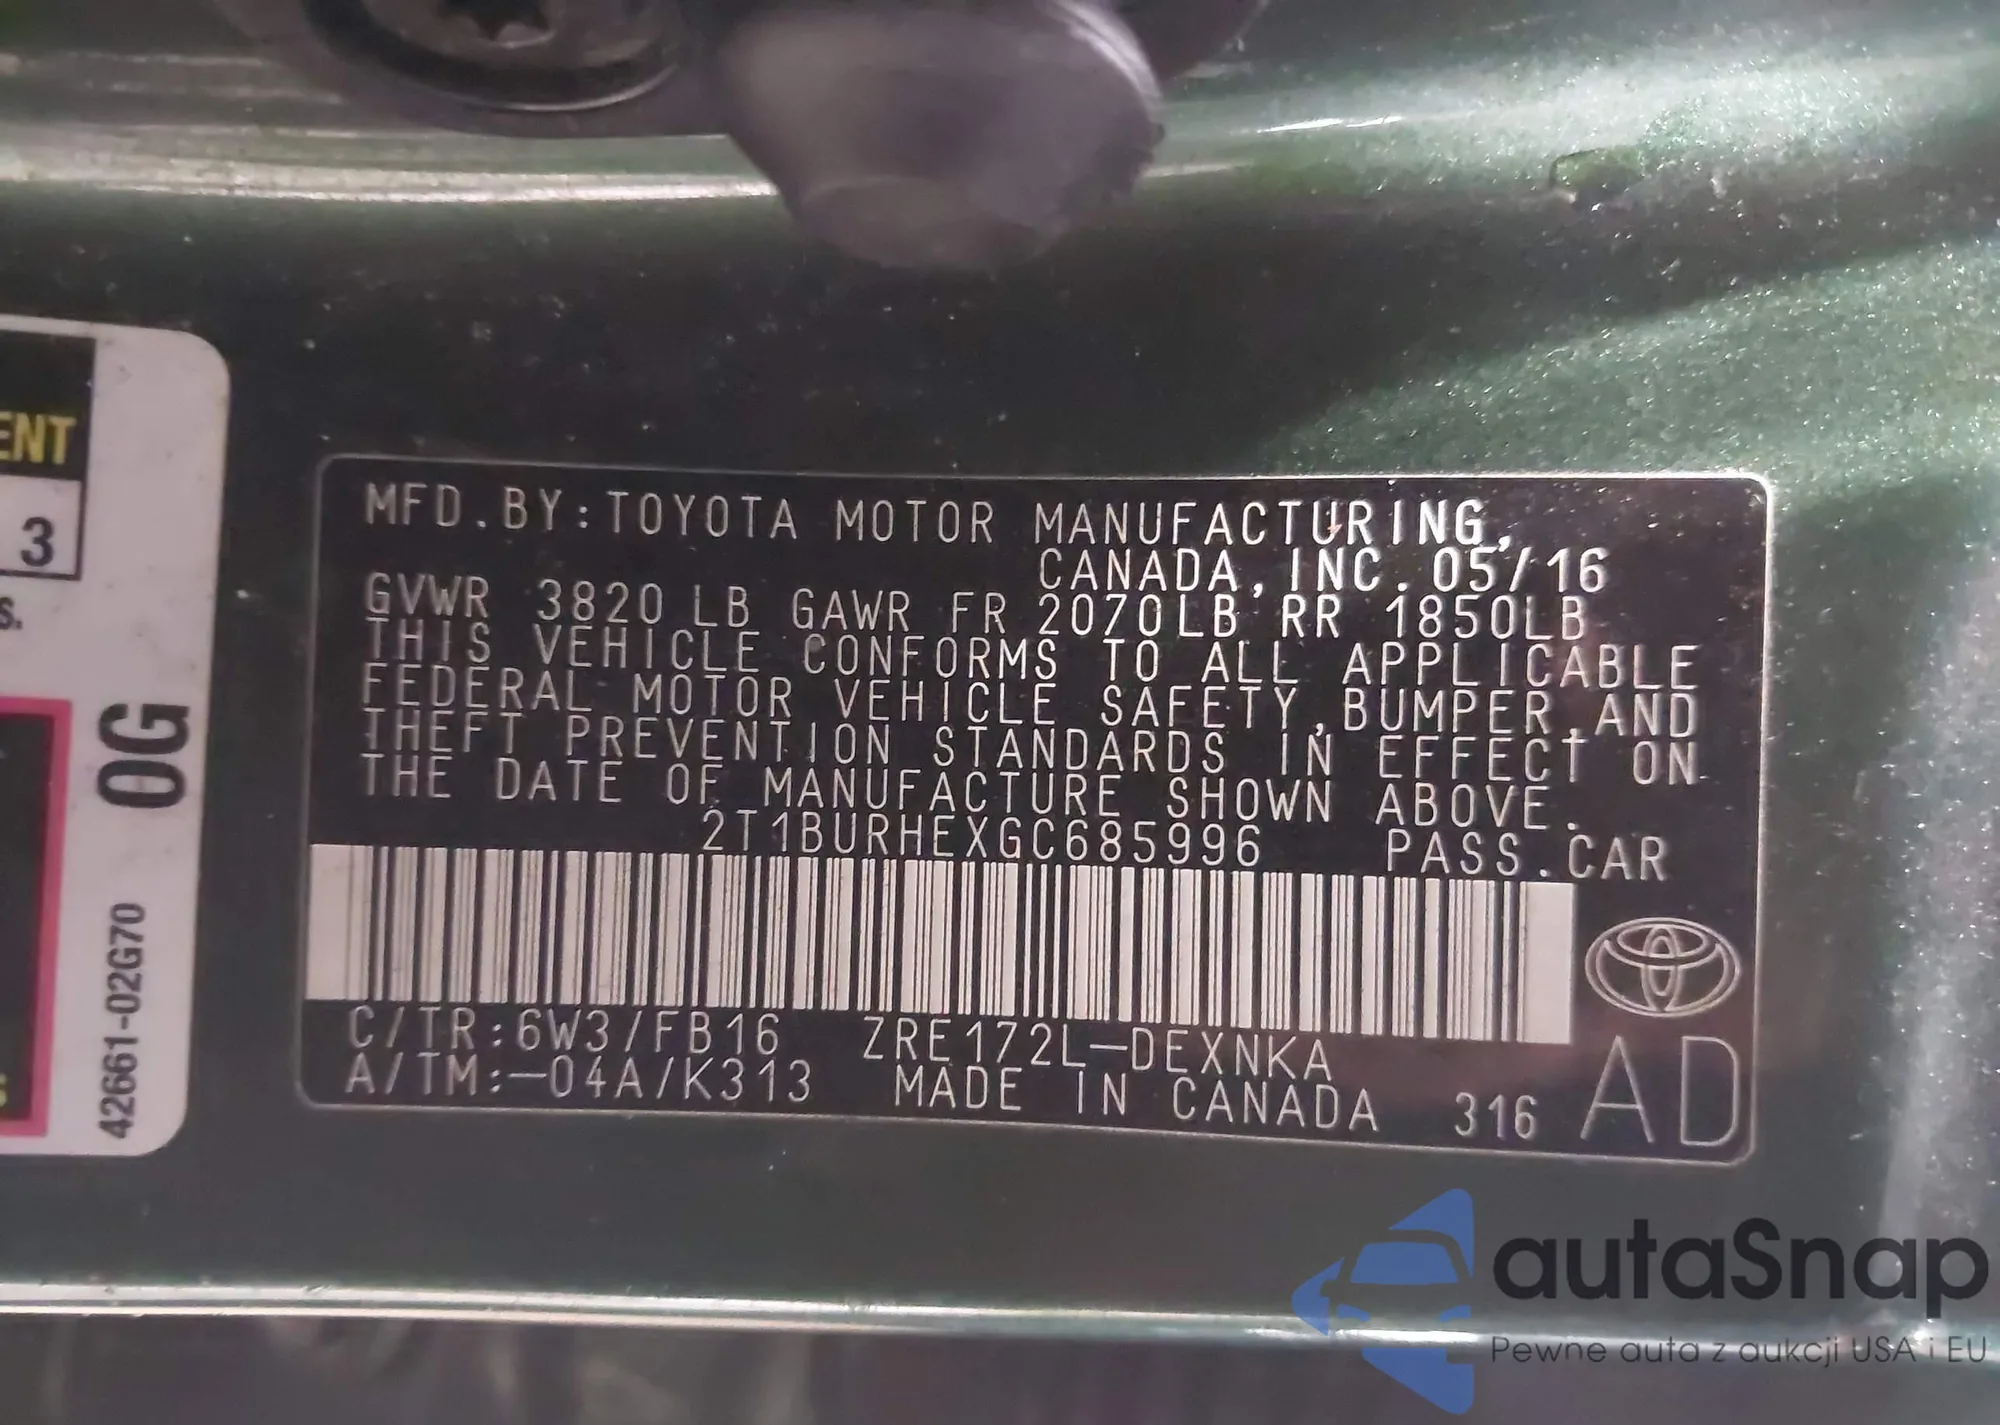 ENT
3
S.
0G
42661-02G70
MFD.BY:TOYOTA MOTOR MANUFACTURING,
CANADA,INC. 05/16
GVWR 3820 LB GAWR FR 2070LB RR 1850LB
THIS VEHICLE CONFORMS TO ALL APPLICABLE
FEDERAL MOTOR VEHICLE SAFETY,BUMPER,AND
THEFT PREVENTION STANDARDS IN EFFECT ON
THE DATE OF MANUFACTURE SHOWN ABOVE.
2T1BURHEXGC685996 PASS.CAR
C/TR:6W3/FB16 ZRE172L-DEXNKA
A/TM:-04A/K313 MADE IN CANADA 316 AD
autaSnap
Pewne auta z aukcji USA i EU